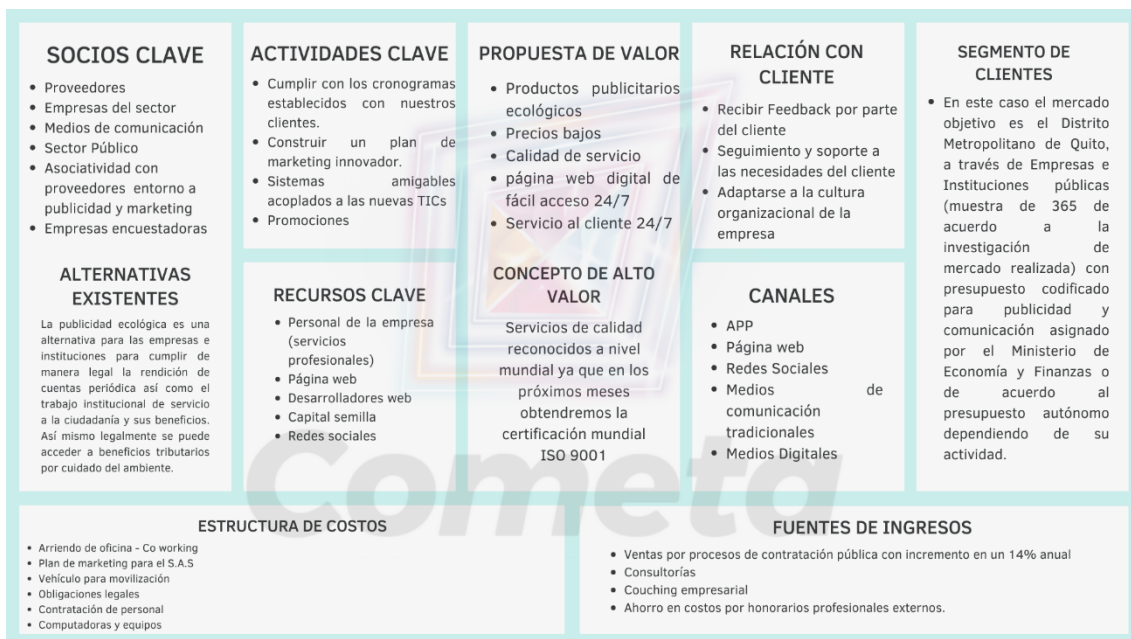 SOCIOS CLAVE
Proveedores
Empresas del sector
Medios de comunicación
Sector Público
Asociatividad con
proveedores entorno a
publicidad y marketing
Empresas encuestadoras
ALTERNATIVAS
EXISTENTES
La publicidad ecológica es una
alternativa para las empresas e
instituciones para cumplir de
manera legal la rendición de
cuentas periódica así como el
trabajo institucional de servicio
a la ciudadanía y sus beneficios.
Así mismo legalmente se puede
acceder a beneficios tributarios
por cuidado del ambiente.
ACTIVIDADES CLAVE
Cumplir con los cronogramas
establecidos con nuestros
clientes.
Construir un plan de
marketing innovador.
Sistemas amigables
acoplados a las nuevas TICs
Promociones
RECURSOS CLAVE
Personal de la empresa
(servicios
profesionales)
Página web
Desarrolladores web
Capital semilla
Redes sociales
PROPUESTA DE VALOR
Productos publicitarios
ecológicos
Precios bajos
Calidad de servicio
página web digital de
fácil acceso 24/7
Servicio al cliente 24/7
CONCEPTO DE ALTO
VALOR
Servicios de calidad
reconocidos a nivel
mundial ya que en los
próximos meses
obtendremos la
certificación mundial
ISO 9001
RELACIÓN CON
CLIENTE
Recibir Feedback por parte
del cliente
Seguimiento y soporte a
las necesidades del cliente
Adaptarse a la cultura
organizacional de la
empresa
CANALES
APP
Página web
Redes Sociales
Medios de
comunicación
tradicionales
Medios Digitales
SEGMENTO DE
CLIENTES
En este caso el mercado
objetivo es el Distrito
Metropolitano de Quito,
a través de Empresas e
Instituciones públicas
(muestra de 365 de
acuerdo a la
investigación de
mercado realizada) con
presupuesto codificado
para publicidad y
comunicación asignado
por el Ministerio de
Economía y Finanzas o
de acuerdo al
presupuesto autónomo
dependiendo de su
actividad.
Cometa
ESTRUCTURA DE COSTOS
Arriendo de oficina - Co working
Plan de marketing para el S.A.S
Vehículo para movilización
Obligaciones legales
Contratación de personal
Computadoras y equipos
FUENTES DE INGRESOS
Ventas por procesos de contratación pública con incremento en un 14% anual
Consultorías
Couching empresarial
Ahorro en costos por honorarios profesionales externos.